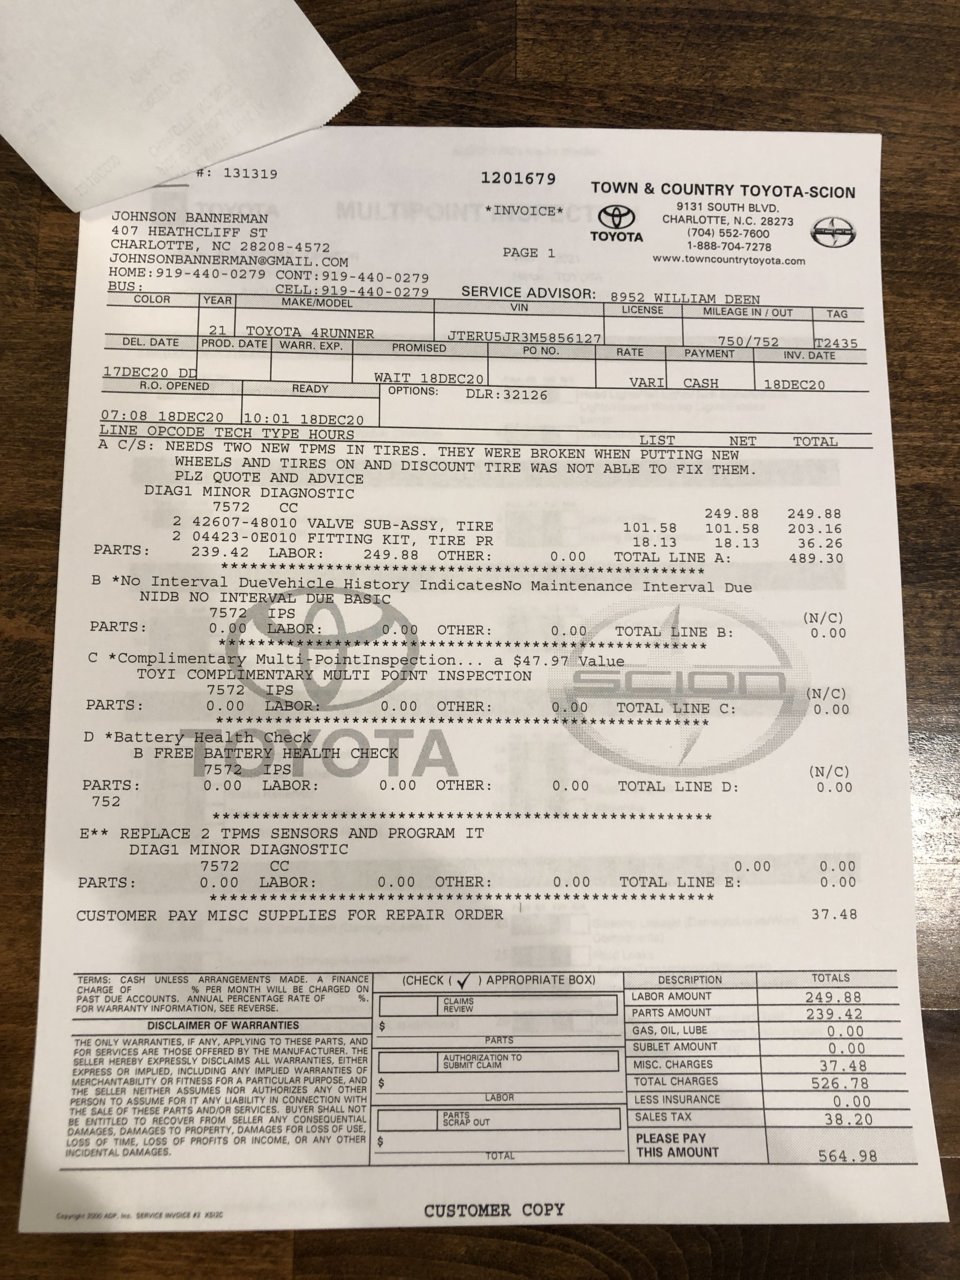 #: 131319
1201679
TOWN & COUNTRY TOYOTA-SCION
*INVOICE*
TOYOTA
9131 SOUTH BLVD.
CHARLOTTE, N.C. 28273
(704) 552-7600
1-888-704-7278
www.towncountrytoyota.com
SCION
JOHNSON BANNERMAN
407 HEATHCLIFF ST
CHARLOTTE, NC 28208-4572
JOHNSONBANNERMAN@GMAIL.COM
PAGE 1
HOME:919-440-0279 CONT:919-440-0279
BUS: CELL:919-440-0279
SERVICE ADVISOR: 8952 WILLIAM DEEN
COLOR YEAR MAKE/MODEL VIN LICENSE MILEAGE IN / OUT TAG
21 TOYOTA 4RUNNER JTERU5JR3M5856127 750/752 T2435
DEL. DATE PROD. DATE WARR. EXP. PROMISED PO NO. RATE PAYMENT INV. DATE
17DEC20 DD WAIT 18DEC20 VARI CASH 18DEC20
R.O. OPENED READY OPTIONS: DLR:32126
07:08 18DEC20 10:01 18DEC20
LINE OPCODE TECH TYPE HOURS LIST NET TOTAL
A C/S: NEEDS TWO NEW TPMS IN TIRES. THEY WERE BROKEN WHEN PUTTING NEW
WHEELS AND TIRES ON AND DISCOUNT TIRE WAS NOT ABLE TO FIX THEM.
PLZ QUOTE AND ADVICE
DIAG1 MINOR DIAGNOSTIC
7572 CC 249.88 249.88
2 42607-48010 VALVE SUB-ASSY, TIRE 101.58 101.58 203.16
2 04423-0E010 FITTING KIT, TIRE PR 18.13 18.13 36.26
PARTS: 239.42 LABOR: 249.88 OTHER: 0.00 TOTAL LINE A: 489.30
***************************************************
B *No Interval DueVehicle History IndicatesNo Maintenance Interval Due
NIDB NO INTERVAL DUE BASIC
7572 IPS (N/C)
PARTS: 0.00 LABOR: 0.00 OTHER: 0.00 TOTAL LINE B: 0.00
***************************************************
C *Complimentary Multi-PointInspection... a $47.97 Value
TOYI COMPLIMENTARY MULTI POINT INSPECTION
7572 IPS (N/C)
PARTS: 0.00 LABOR: 0.00 OTHER: 0.00 TOTAL LINE C: 0.00
***************************************************
D *Battery Health Check
B FREE BATTERY HEALTH CHECK
7572 IPS (N/C)
PARTS: 0.00 LABOR: 0.00 OTHER: 0.00 TOTAL LINE D: 0.00
752
***************************************************
E** REPLACE 2 TPMS SENSORS AND PROGRAM IT
DIAG1 MINOR DIAGNOSTIC
7572 CC 0.00 0.00
PARTS: 0.00 LABOR: 0.00 OTHER: 0.00 TOTAL LINE E: 0.00
***************************************************
CUSTOMER PAY MISC SUPPLIES FOR REPAIR ORDER 37.48
TOYOTA
SCION
TERMS: CASH UNLESS ARRANGEMENTS MADE. A FINANCE
CHARGE OF % PER MONTH WILL BE CHARGED ON
PAST DUE ACCOUNTS. ANNUAL PERCENTAGE RATE OF %.
FOR WARRANTY INFORMATION, SEE REVERSE.
DISCLAIMER OF WARRANTIES
THE ONLY WARRANTIES, IF ANY, APPLYING TO THESE PARTS, AND
FOR SERVICES ARE THOSE OFFERED BY THE MANUFACTURER. THE
SELLER HEREBY EXPRESSLY DISCLAIMS ALL WARRANTIES, EITHER
EXPRESS OR IMPLIED, INCLUDING ANY IMPLIED WARRANTIES OF
MERCHANTABILITY OR FITNESS FOR A PARTICULAR PURPOSE, AND
THE SELLER NEITHER ASSUMES NOR AUTHORIZES ANY OTHER
PERSON TO ASSUME FOR IT ANY LIABILITY IN CONNECTION WITH
THE SALE OF THESE PARTS AND/OR SERVICES. BUYER SHALL NOT
BE ENTITLED TO RECOVER FROM SELLER ANY CONSEQUENTIAL
DAMAGES, DAMAGES TO PROPERTY, DAMAGES FOR LOSS OF USE,
LOSS OF TIME, LOSS OF PROFITS OR INCOME, OR ANY OTHER
INCIDENTAL DAMAGES.
(CHECK ( ✓ ) APPROPRIATE BOX)
CLAIMS
REVIEW
$
PARTS
AUTHORIZATION TO
SUBMIT CLAIM
$
LABOR
PARTS
SCRAP OUT
$
TOTAL
DESCRIPTION TOTALS
LABOR AMOUNT 249.88
PARTS AMOUNT 239.42
GAS, OIL, LUBE 0.00
SUBLET AMOUNT 0.00
MISC. CHARGES 37.48
TOTAL CHARGES 526.78
LESS INSURANCE 0.00
SALES TAX 38.20
PLEASE PAY
THIS AMOUNT 564.98
Copyright 2000 ADP, Inc. SERVICE INVOICE #2
CUSTOMER COPY